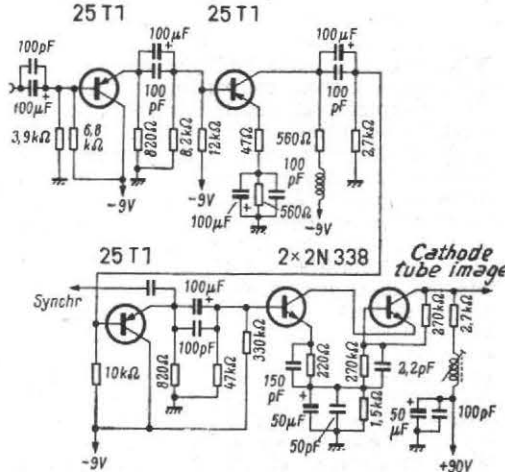 25 T1
25 T1
100pF
100µF
+
3,9kΩ
6,8 kΩ
-9V
100µF
+
100 pF
820Ω
8,2kΩ
12kΩ
-9V
47Ω
100 pF
100µF
+
560Ω
100µF
+
100 pF
560Ω
2,7kΩ
-9V
25 T1
2×2N 338
Cathode
tube image
Synchr
100µF
+
100pF
10kΩ
820Ω
47kΩ
330kΩ
-9V
150 pF
220Ω
50µF
+
50pF
270kΩ
1,5kΩ
2,2pF
270kΩ
2,7kΩ
50 µF
+
100pF
+90V